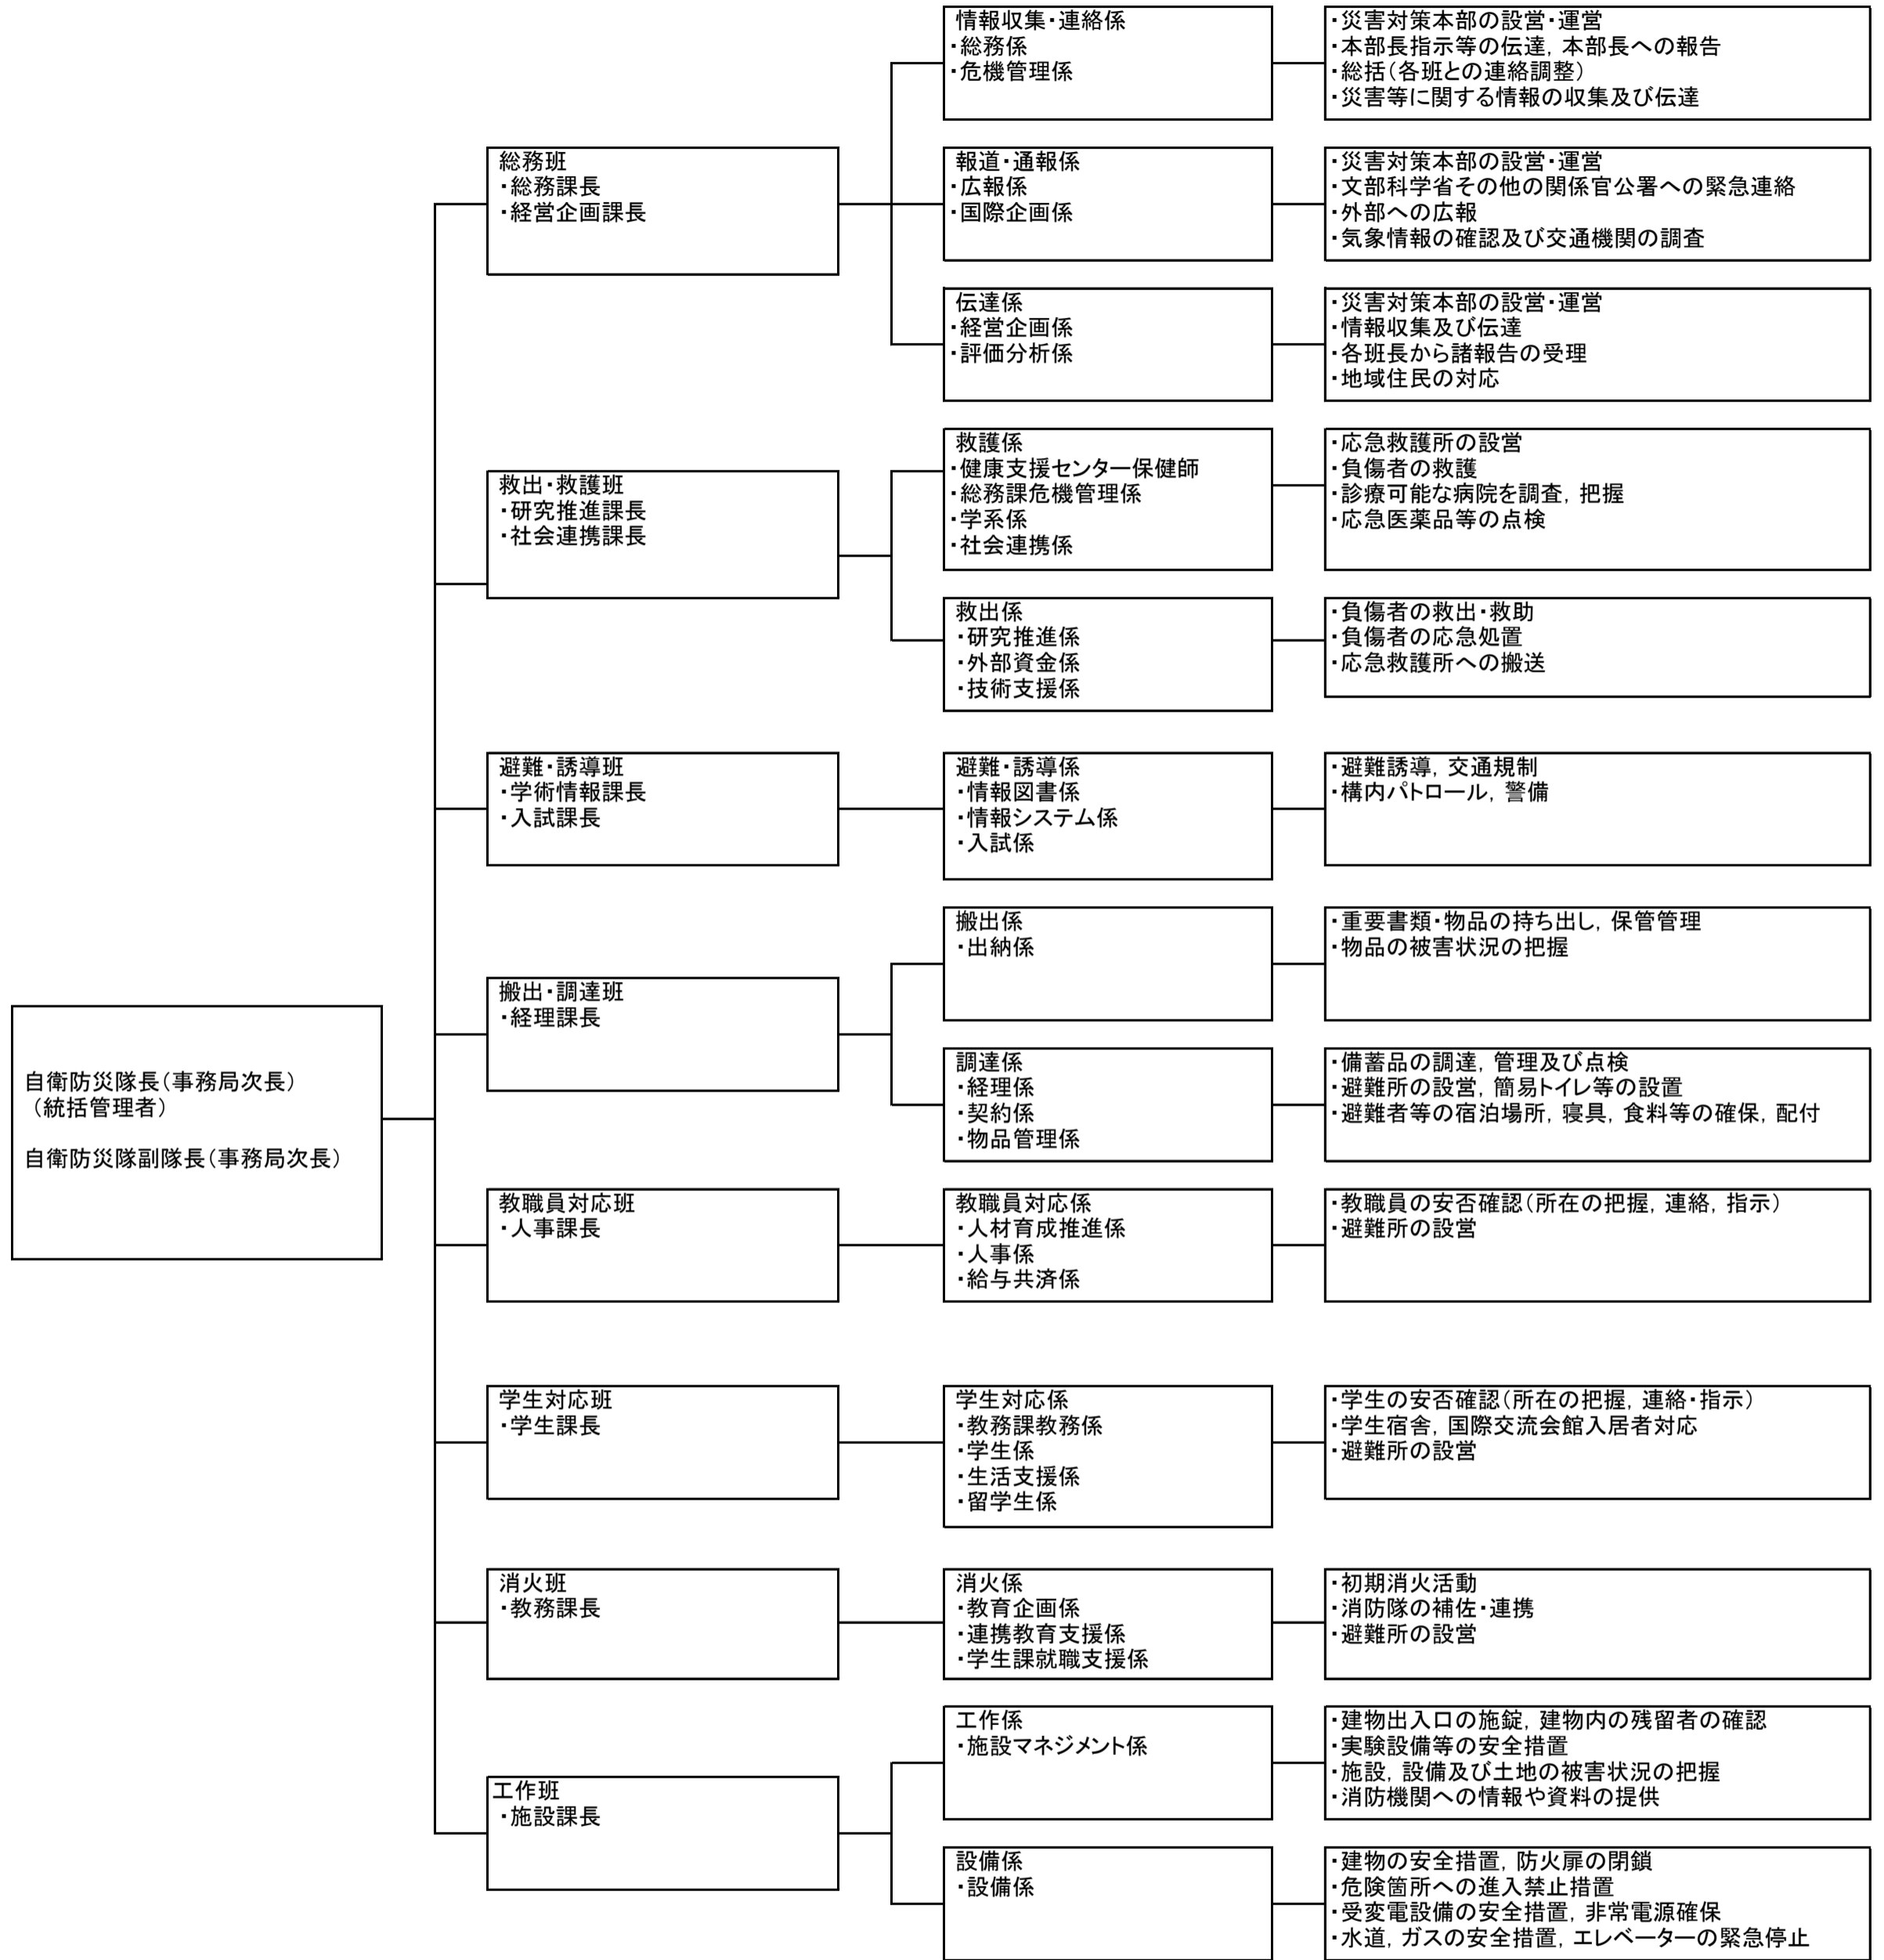 自衛防災隊長（事務局次長）
（統括管理者）
自衛防災隊副隊長（事務局次長）
総務班
・総務課長
・経営企画課長
情報収集・連絡係
・総務係
・危機管理係
・災害対策本部の設営・運営
・本部長指示等の伝達，本部長への報告
・総括（各班との連絡調整）
・災害等に関する情報の収集及び伝達
報道・通報係
・広報係
・国際企画係
・災害対策本部の設営・運営
・文部科学省その他の関係官公署への緊急連絡
・外部への広報
・気象情報の確認及び交通機関の調査
伝達係
・経営企画係
・評価分析係
・災害対策本部の設営・運営
・情報収集及び伝達
・各班長から諸報告の受理
・地域住民の対応
救出・救護班
・研究推進課長
・社会連携課長
救護係
・健康支援センター保健師
・総務課危機管理係
・学系係
・社会連携係
・応急救護所の設営
・負傷者の救護
・診療可能な病院を調査，把握
・応急医薬品等の点検
救出係
・研究推進係
・外部資金係
・技術支援係
・負傷者の救出・救助
・負傷者の応急処置
・応急救護所への搬送
避難・誘導班
・学術情報課長
・入試課長
避難・誘導係
・情報図書係
・情報システム係
・入試係
・避難誘導，交通規制
・構内パトロール，警備
搬出・調達班
・経理課長
搬出係
・出納係
・重要書類・物品の持ち出し，保管管理
・物品の被害状況の把握
調達係
・経理係
・契約係
・物品管理係
・備蓄品の調達，管理及び点検
・避難所の設営，簡易トイレ等の設置
・避難者等の宿泊場所，寝具，食料等の確保，配付
教職員対応班
・人事課長
教職員対応係
・人材育成推進係
・人事係
・給与共済係
・教職員の安否確認（所在の把握，連絡，指示）
・避難所の設営
学生対応班
・学生課長
学生対応係
・教務課教務係
・学生係
・生活支援係
・留学生係
・学生の安否確認（所在の把握，連絡・指示）
・学生宿舎，国際交流会館入居者対応
・避難所の設営
消火班
・教務課長
消火係
・教育企画係
・連携教育支援係
・学生課就職支援係
・初期消火活動
・消防隊の補佐・連携
・避難所の設営
工作班
・施設課長
工作係
・施設マネジメント係
・建物出入口の施錠，建物内の残留者の確認
・実験設備等の安全措置
・施設，設備及び土地の被害状況の把握
・消防機関への情報や資料の提供
設備係
・設備係
・建物の安全措置，防火扉の閉鎖
・危険箇所への進入禁止措置
・受変電設備の安全措置，非常電源確保
・水道，ガスの安全措置，エレベーターの緊急停止